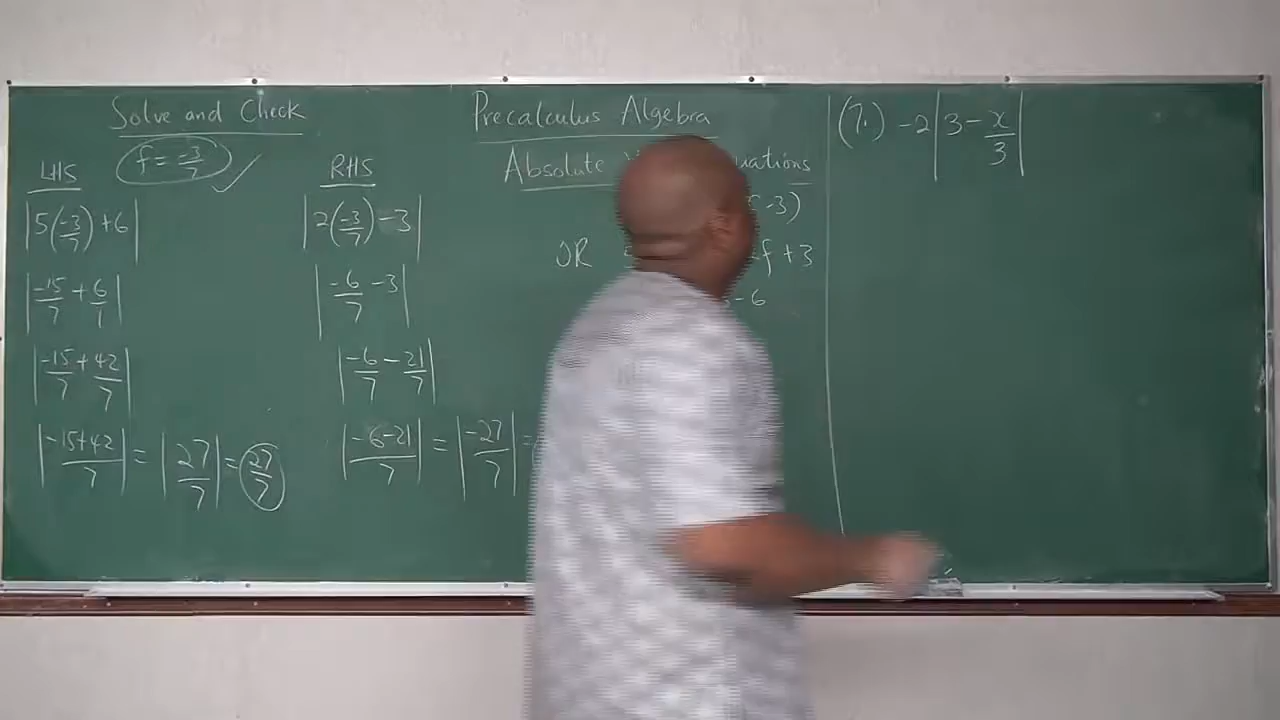 Solve and Check
f = -3/7 ✓
LHS
|5(-3/7) + 6|
|-15/7 + 6/1|
|-15/7 + 42/7|
|-15+42/7| = |27/7| = 27/7
RHS
|2(-3/7) - 3|
|-6/7 - 3|
|-6/7 - 21/7|
|-6-21/7| = |-27/7| =
Precalculus Algebra
Absolute
-3)
OR f + 3
- 6
(7.) -2|3 - x/3|